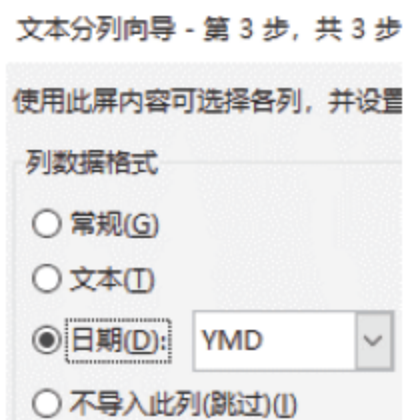 文本分列向导 - 第 3 步，共 3 步
使用此屏内容可选择各列，并设置
列数据格式
常规(G)
文本(T)
日期(D): YMD
不导入此列(跳过)(I)